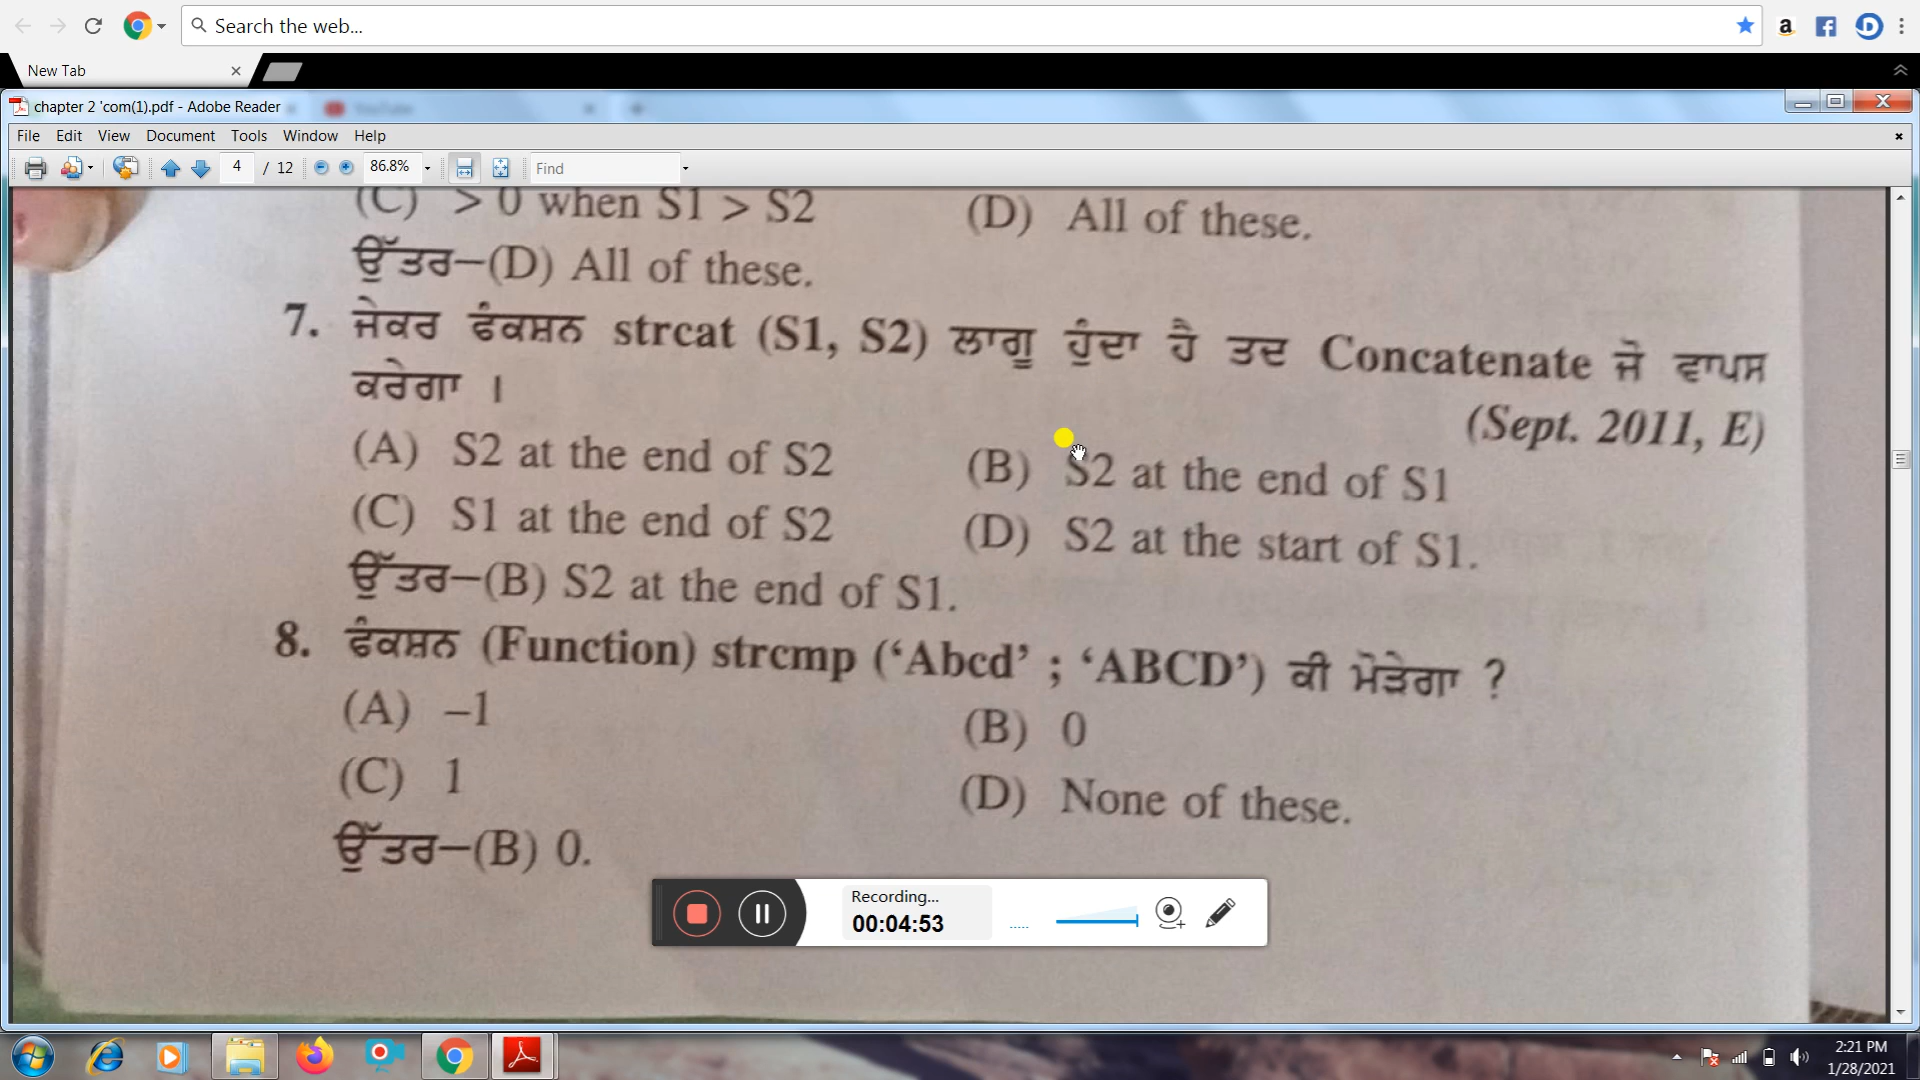 Search the web...
New Tab
chapter 2 'com(1).pdf - Adobe Reader
YouTube
File Edit View Document Tools Window Help
4 / 12 86.8% Find
(C) > 0 when S1 > S2 (D) All of these.
ਉੱਤਰ—(D) All of these.
7. ਜੇਕਰ ਫੰਕਸ਼ਨ strcat (S1, S2) ਲਾਗੂ ਹੁੰਦਾ ਹੈ ਤਦ Concatenate ਜੋ ਵਾਪਸ
ਕਰੇਗਾ ।
(Sept. 2011, E)
(A) S2 at the end of S2 (B) S2 at the end of S1
(C) S1 at the end of S2 (D) S2 at the start of S1.
ਉੱਤਰ—(B) S2 at the end of S1.
8. ਫੰਕਸ਼ਨ (Function) strcmp (‘Abcd’ ; ‘ABCD’) ਕੀ ਮੋੜੇਗਾ ?
(A) –1 (B) 0
(C) 1 (D) None of these.
ਉੱਤਰ—(B) 0.
Recording...
00:04:53
2:21 PM
1/28/2021